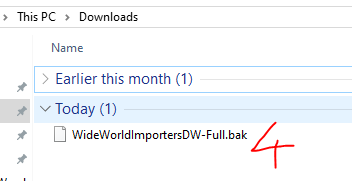 This PC > Downloads
Name
Earlier this month (1)
Today (1)
WideWorldImportersDW-Full.bak
4